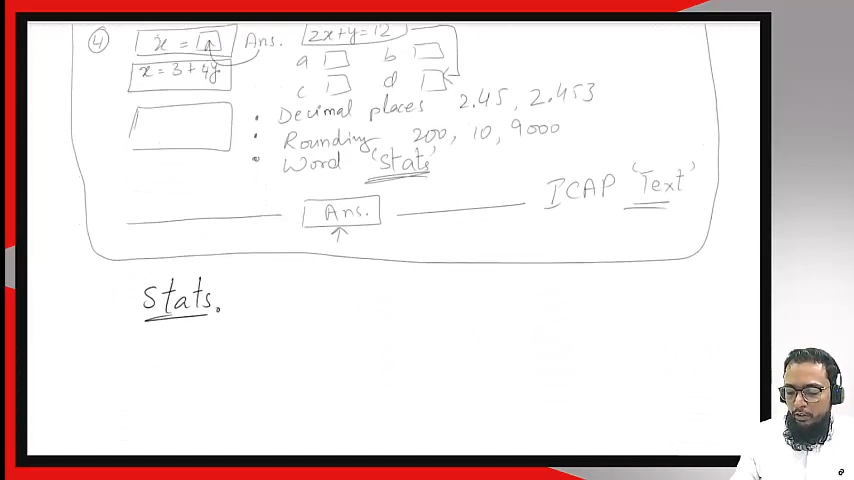 ④ x = Ans. 2x+y=12
x = 3 + 4y a b
c d
• Decimal places 2.45, 2.453
• Rounding 200, 10, 9000
• Word 'Stats'
ICAP 'Text'
Ans.
Stats.